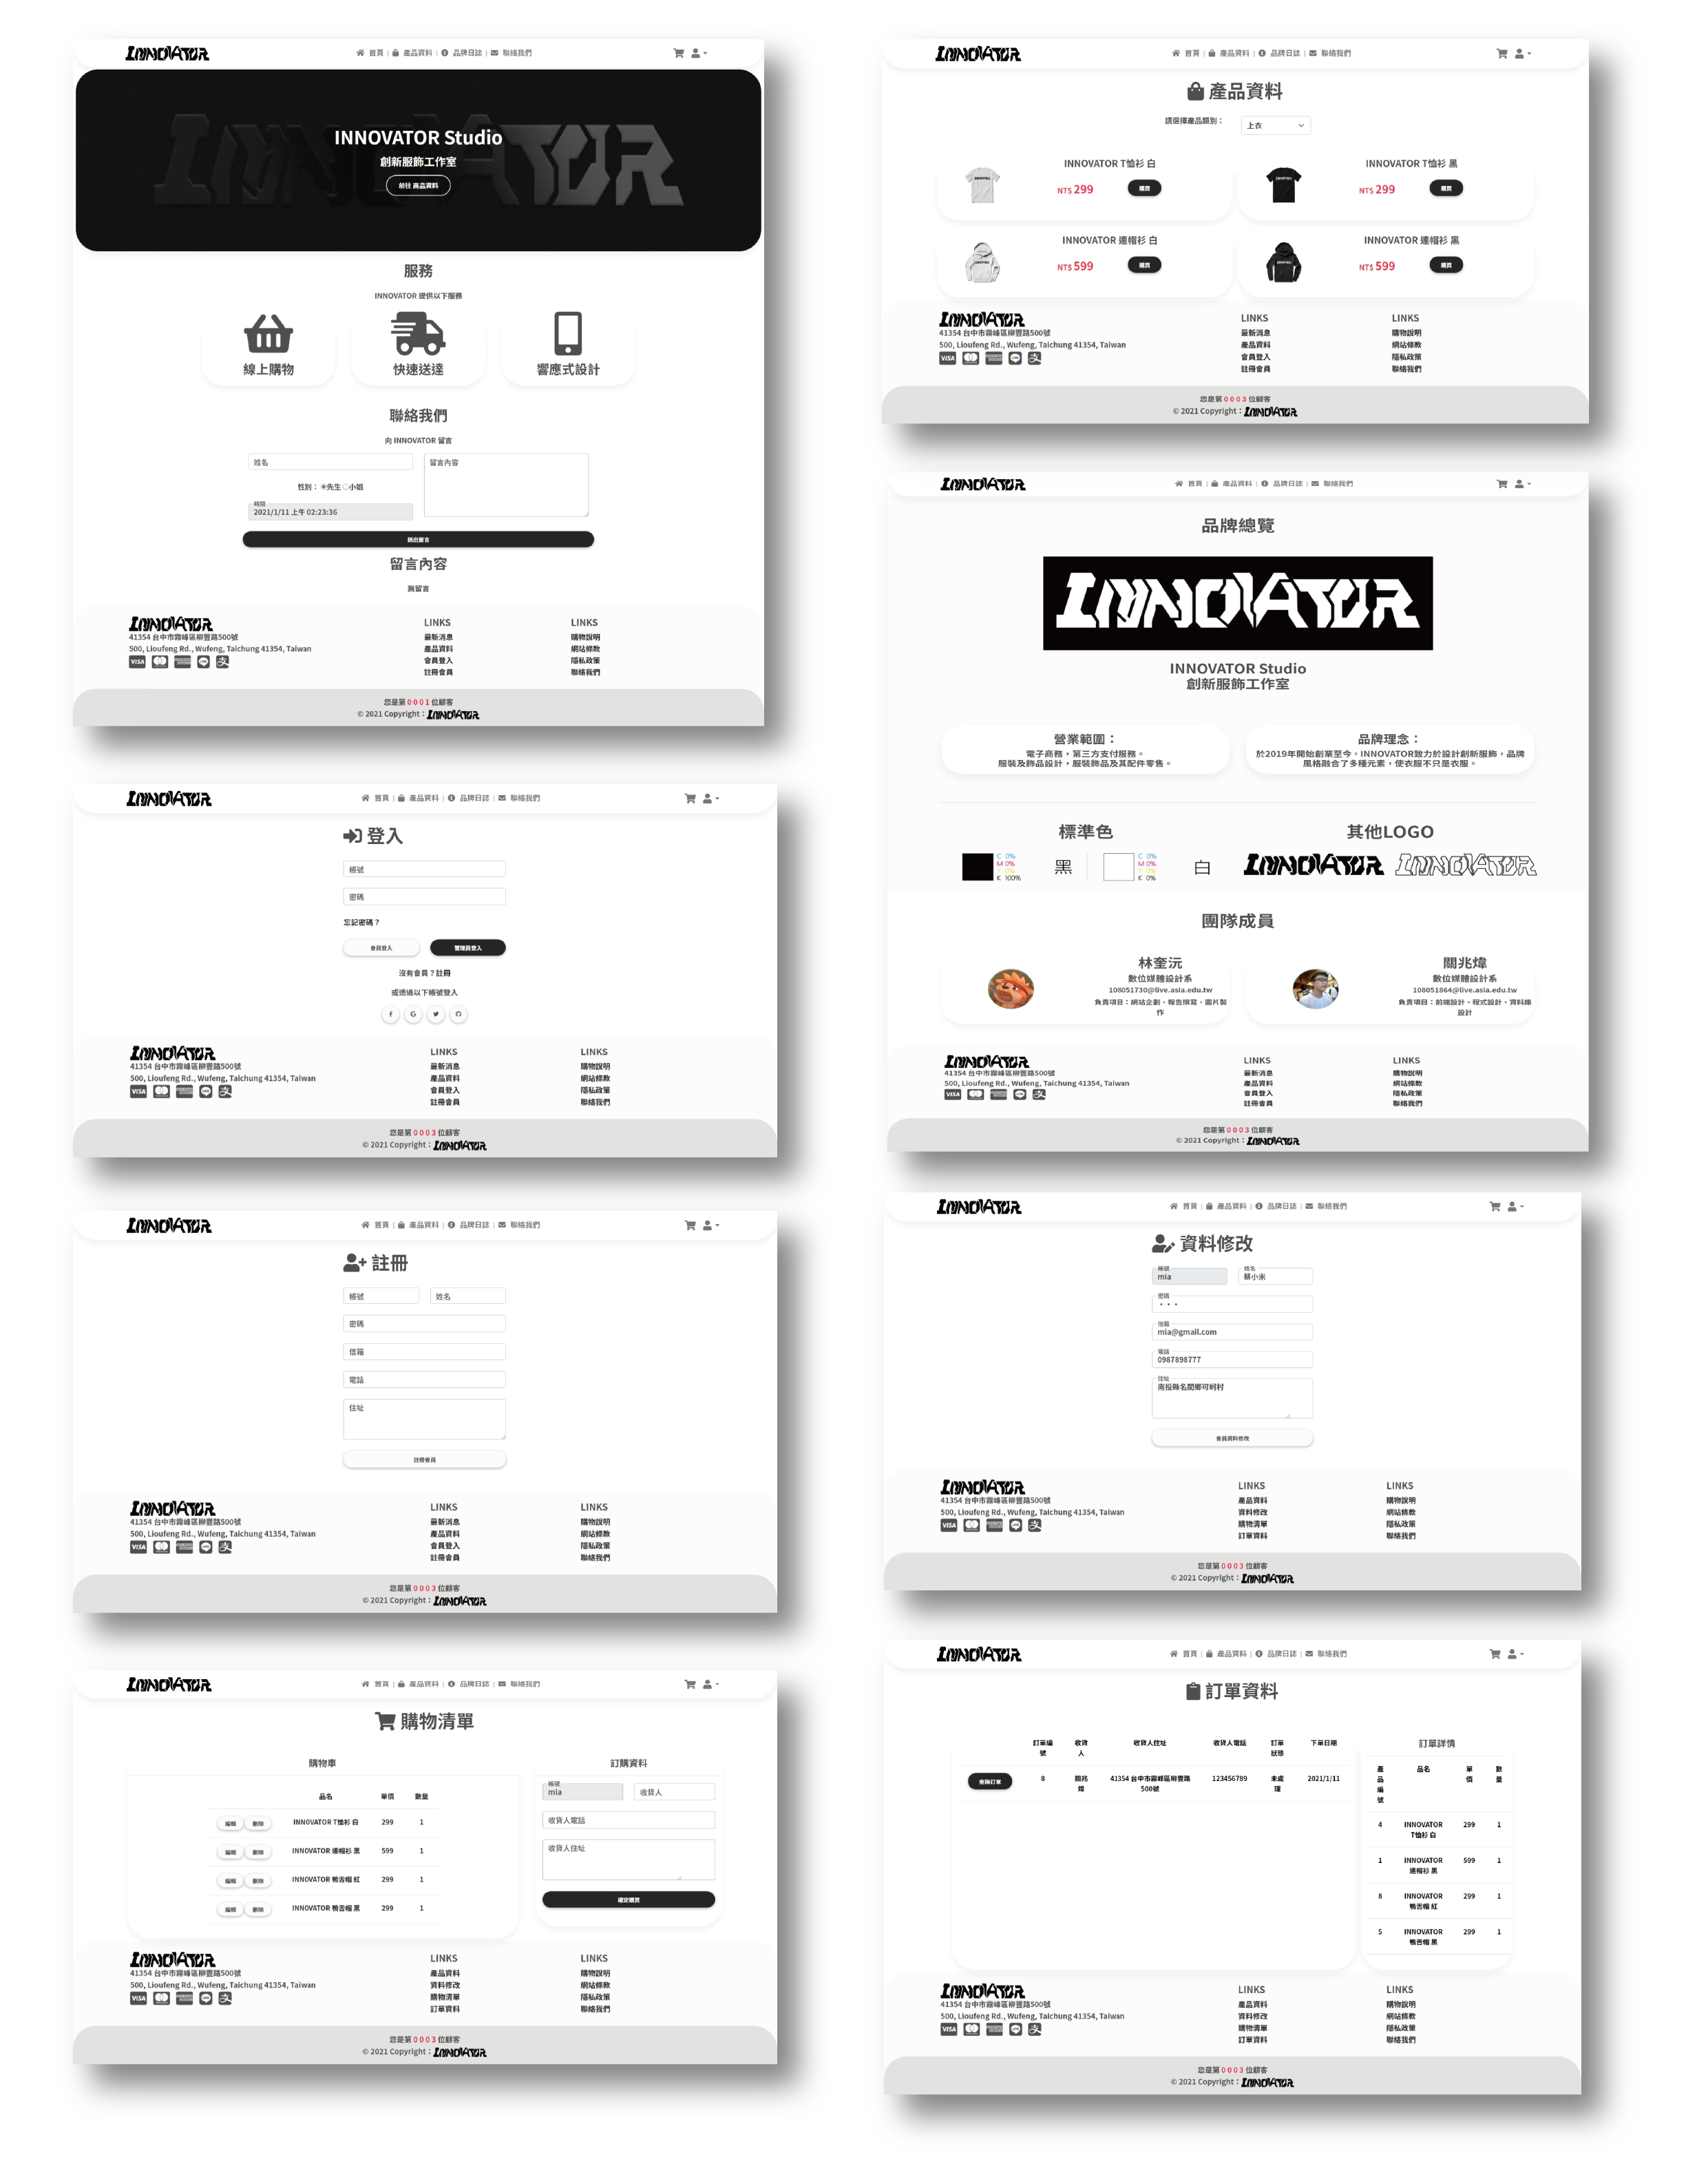 INNOVATOR
首頁 | 產品資料 | 品牌日誌 | 聯絡我們
INNOVATOR Studio
創新服飾工作室
前往 商品資料
服務
INNOVATOR 提供以下服務
線上購物
快速送達
響應式設計
聯絡我們
向 INNOVATOR 留言
姓名
留言內容
性別： 先生 小姐
時間
2021/1/11 上午 02:23:36
送出留言
留言內容
無留言
INNOVATOR
41354 台中市霧峰區柳豐路500號
500, Lioufeng Rd., Wufeng, Taichung 41354, Taiwan
VISA
LINKS
最新消息
產品資料
會員登入
註冊會員
LINKS
購物說明
網站條款
隱私政策
聯絡我們
您是第 0 0 0 1 位顧客
© 2021 Copyright：INNOVATOR
INNOVATOR
首頁 | 產品資料 | 品牌日誌 | 聯絡我們
登入
帳號
密碼
忘記密碼？
會員登入
管理員登入
沒有會員？註冊
或透過以下帳號登入
INNOVATOR
41354 台中市霧峰區柳豐路500號
500, Lioufeng Rd., Wufeng, Taichung 41354, Taiwan
VISA
LINKS
最新消息
產品資料
會員登入
註冊會員
LINKS
購物說明
網站條款
隱私政策
聯絡我們
您是第 0 0 0 3 位顧客
© 2021 Copyright：INNOVATOR
INNOVATOR
首頁 | 產品資料 | 品牌日誌 | 聯絡我們
註冊
帳號
姓名
密碼
信箱
電話
住址
註冊會員
INNOVATOR
41354 台中市霧峰區柳豐路500號
500, Lioufeng Rd., Wufeng, Taichung 41354, Taiwan
VISA
LINKS
最新消息
產品資料
會員登入
註冊會員
LINKS
購物說明
網站條款
隱私政策
聯絡我們
您是第 0 0 0 3 位顧客
© 2021 Copyright：INNOVATOR
INNOVATOR
首頁 | 產品資料 | 品牌日誌 | 聯絡我們
購物清單
購物車
品名 單價 數量
編輯 刪除 INNOVATOR T恤衫 白 299 1
編輯 刪除 INNOVATOR 連帽衫 黑 599 1
編輯 刪除 INNOVATOR 鴨舌帽 紅 299 1
編輯 刪除 INNOVATOR 鴨舌帽 黑 299 1
訂購資料
帳號
mia
收貨人
收貨人電話
收貨人住址
確定購買
INNOVATOR
41354 台中市霧峰區柳豐路500號
500, Lioufeng Rd., Wufeng, Taichung 41354, Taiwan
VISA
LINKS
產品資料
資料修改
購物清單
訂單資料
LINKS
購物說明
網站條款
隱私政策
聯絡我們
您是第 0 0 0 3 位顧客
© 2021 Copyright：INNOVATOR
INNOVATOR
首頁 | 產品資料 | 品牌日誌 | 聯絡我們
產品資料
請選擇產品類別：
上衣
INNOVATOR T恤衫 白
NT$ 299
購買
INNOVATOR T恤衫 黑
NT$ 299
購買
INNOVATOR 連帽衫 白
NT$ 599
購買
INNOVATOR 連帽衫 黑
NT$ 599
購買
INNOVATOR
41354 台中市霧峰區柳豐路500號
500, Lioufeng Rd., Wufeng, Taichung 41354, Taiwan
VISA
LINKS
最新消息
產品資料
會員登入
註冊會員
LINKS
購物說明
網站條款
隱私政策
聯絡我們
您是第 0 0 0 3 位顧客
© 2021 Copyright：INNOVATOR
INNOVATOR
首頁 | 產品資料 | 品牌日誌 | 聯絡我們
品牌總覽
INNOVATOR
INNOVATOR Studio
創新服飾工作室
營業範圍：
電子商務，第三方支付服務。
服裝及飾品設計，服裝飾品及其配件零售。
品牌理念：
於2019年開始創業至今，INNOVATOR致力於設計創新服飾，品牌
風格融合了多種元素，使衣服不只是衣服。
標準色
C 0%
M 0%
Y 0%
K 100%
黑
C 0%
M 0%
Y 0%
K 0%
白
其他LOGO
INNOVATOR INNOVATOR
團隊成員
林奎沅
數位媒體設計系
108051730@live.asia.edu.tw
負責項目：網站企劃、報告撰寫、圖片製
作
關兆煒
數位媒體設計系
108051864@live.asia.edu.tw
負責項目：前端設計、程式設計、資料庫
設計
INNOVATOR
41354 台中市霧峰區柳豐路500號
500, Lioufeng Rd., Wufeng, Taichung 41354, Taiwan
VISA
LINKS
最新消息
產品資料
會員登入
註冊會員
LINKS
購物說明
網站條款
隱私政策
聯絡我們
您是第 0 0 0 3 位顧客
© 2021 Copyright：INNOVATOR
INNOVATOR
首頁 | 產品資料 | 品牌日誌 | 聯絡我們
資料修改
帳號
mia
姓名
蔡小米
密碼
信箱
mia@gmail.com
電話
0987898777
住址
南投縣名間鄉可蚵村
會員資料修改
INNOVATOR
41354 台中市霧峰區柳豐路500號
500, Lioufeng Rd., Wufeng, Taichung 41354, Taiwan
VISA
LINKS
產品資料
資料修改
購物清單
訂單資料
LINKS
購物說明
網站條款
隱私政策
聯絡我們
您是第 0 0 0 3 位顧客
© 2021 Copyright：INNOVATOR
INNOVATOR
首頁 | 產品資料 | 品牌日誌 | 聯絡我們
訂單資料
訂單編號 收貨人 收貨人住址 收貨人電話 訂單狀態 下單日期
查詢訂單 8 關兆煒 41354 台中市霧峰區柳豐路500號 123456789 未處理 2021/1/11
訂單詳情
產品編號 品名 單價 數量
4 INNOVATOR T恤衫 白 299 1
1 INNOVATOR 連帽衫 黑 599 1
8 INNOVATOR 鴨舌帽 紅 299 1
5 INNOVATOR 鴨舌帽 黑 299 1
INNOVATOR
41354 台中市霧峰區柳豐路500號
500, Lioufeng Rd., Wufeng, Taichung 41354, Taiwan
VISA
LINKS
產品資料
資料修改
購物清單
訂單資料
LINKS
購物說明
網站條款
隱私政策
聯絡我們
您是第 0 0 0 3 位顧客
© 2021 Copyright：INNOVATOR